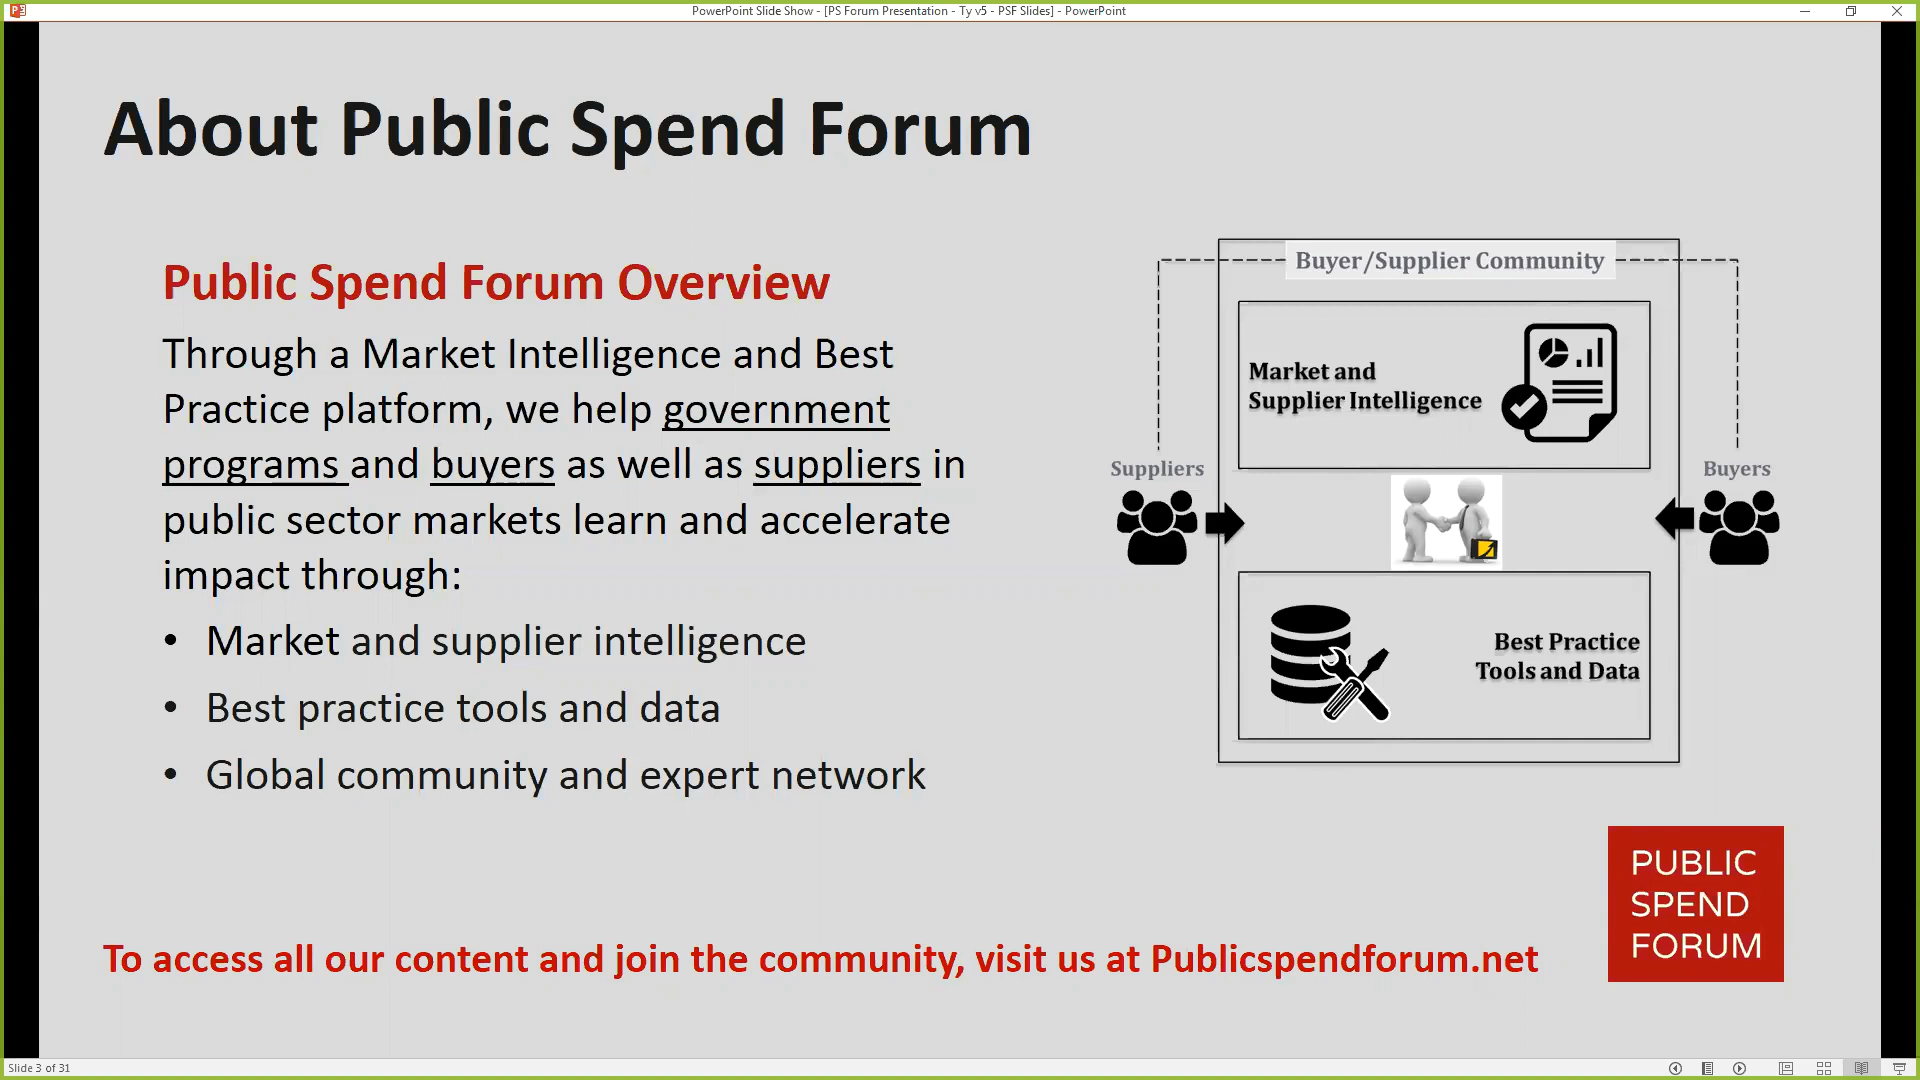 PowerPoint Slide Show - [PS Forum Presentation - Ty v5 - PSF Slides] - PowerPoint
About Public Spend Forum
Public Spend Forum Overview
Through a Market Intelligence and Best
Practice platform, we help government
programs and buyers as well as suppliers in
public sector markets learn and accelerate
impact through:
• Market and supplier intelligence
• Best practice tools and data
• Global community and expert network
Buyer/Supplier Community
Market and
Supplier Intelligence
Suppliers
Buyers
Best Practice
Tools and Data
PUBLIC
SPEND
FORUM
To access all our content and join the community, visit us at Publicspendforum.net
Slide 3 of 31